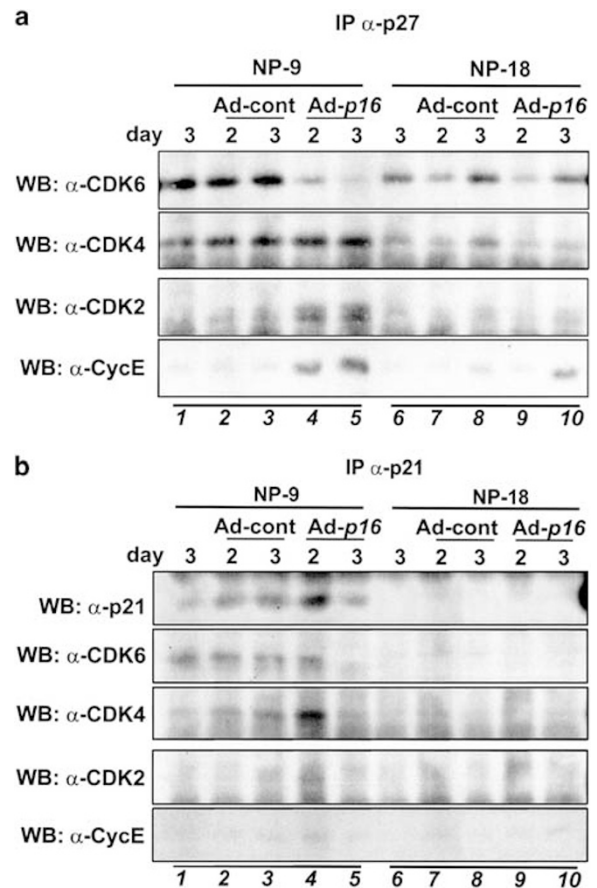 a
IP α-p27
NP-9 NP-18
Ad-cont Ad-p16 Ad-cont Ad-p16
day 3 2 3 2 3 3 2 3 2 3
WB: α-CDK6
WB: α-CDK4
WB: α-CDK2
WB: α-CycE
1 2 3 4 5 6 7 8 9 10
b
IP α-p21
NP-9 NP-18
Ad-cont Ad-p16 Ad-cont Ad-p16
day 3 2 3 2 3 3 2 3 2 3
WB: α-p21
WB: α-CDK6
WB: α-CDK4
WB: α-CDK2
WB: α-CycE
1 2 3 4 5 6 7 8 9 10